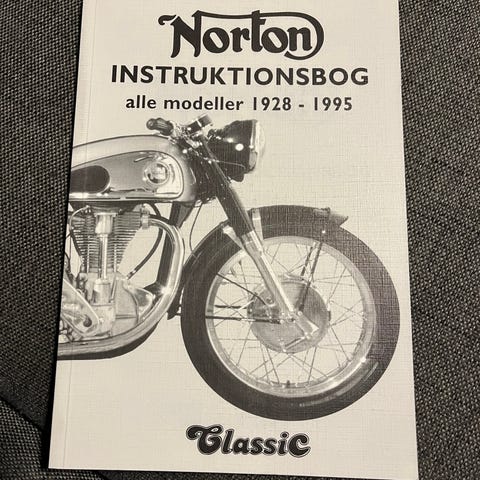 Norton
INSTRUKTIONSBOG
alle modeller 1928 - 1995
Classic